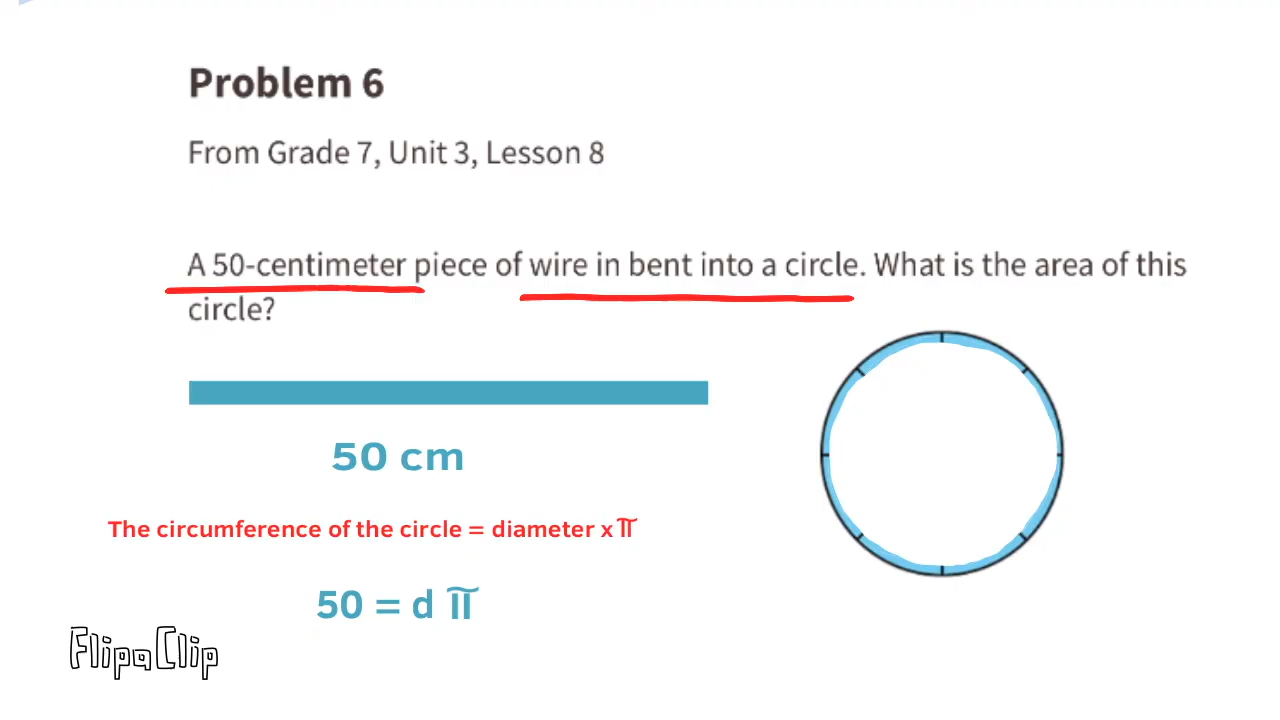 Problem 6
From Grade 7, Unit 3, Lesson 8
A 50-centimeter piece of wire in bent into a circle. What is the area of this
circle?
50 cm
The circumference of the circle = diameter x π
50 = d π
FlipaClip